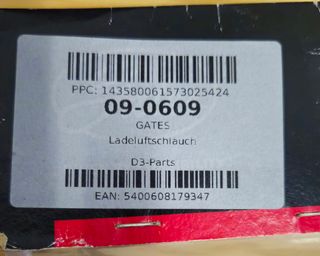 PPC: 143580061573025424
09-0609
GATES
Ladeluftschlauch
D3-Parts
EAN: 5400608179347